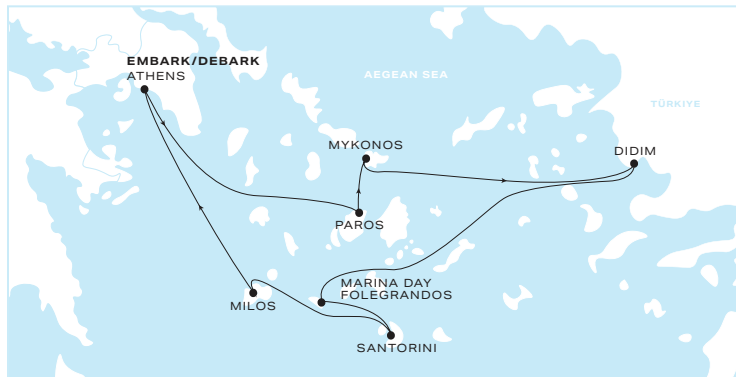 EMBARK/DEBARK
ATHENS
AEGEAN SEA
TÜRKIYE
MYKONOS
DIDIM
PAROS
MARINA DAY
FOLEGRANDOS
MILOS
SANTORINI